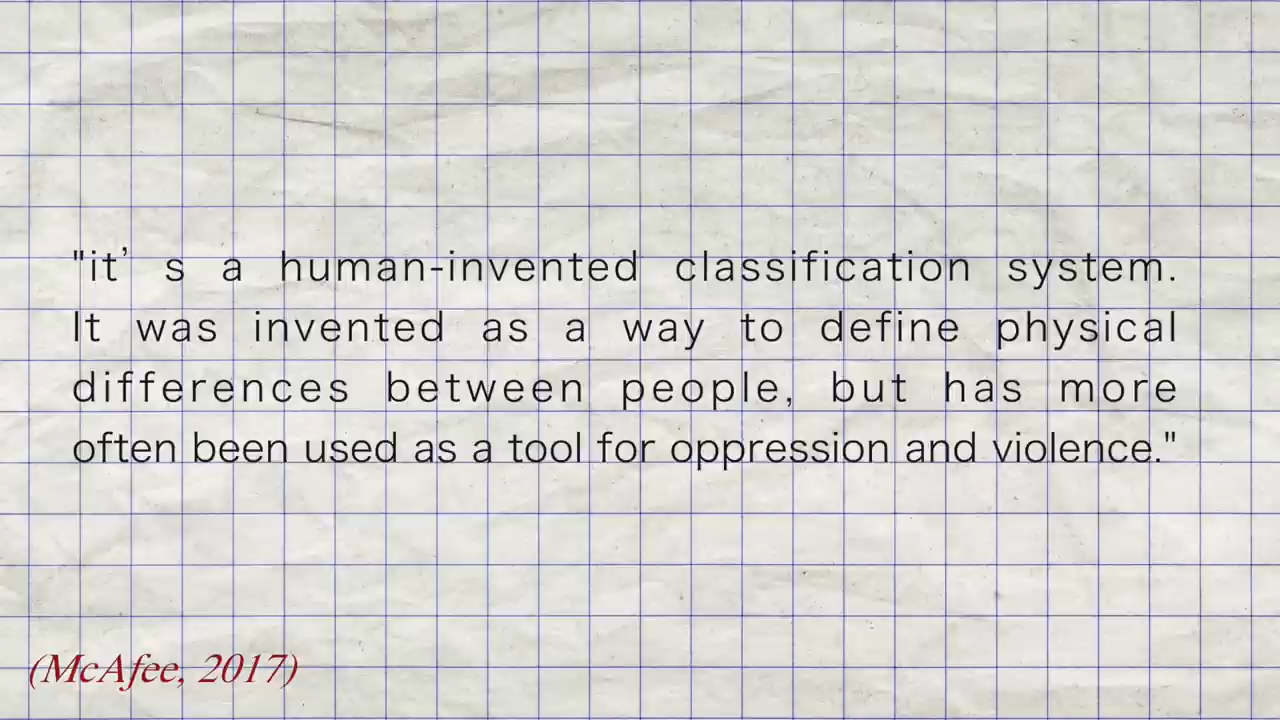 "it’ s a human-invented classification system.
It was invented as a way to define physical
differences between people, but has more
often been used as a tool for oppression and violence."
(McAfee, 2017)